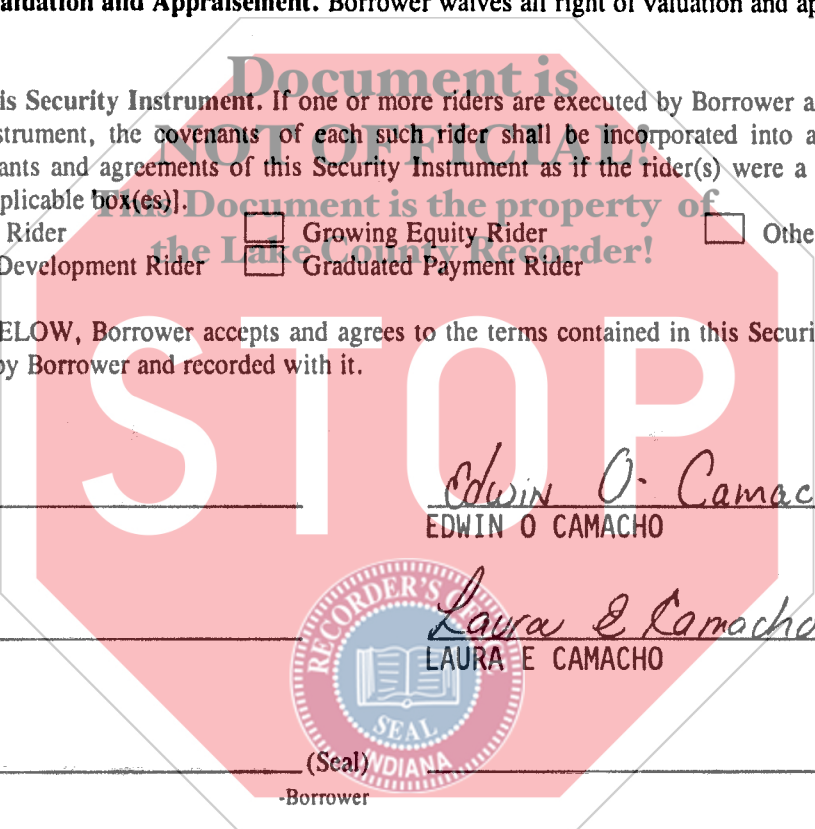 aluation and Appraisement. Borrower waives all right of valuation and ap
Document is
is Security Instrument. If one or more riders are executed by Borrower a
NOT OFFICIAL!
strument, the covenants of each such rider shall be incorporated into a
ants and agreements of this Security Instrument as if the rider(s) were a
plicable box(es)].
This Document is the property of
Rider Growing Equity Rider Othe
the Lake County Recorder!
Development Rider Graduated Payment Rider
ELOW, Borrower accepts and agrees to the terms contained in this Securi
by Borrower and recorded with it.
STOP
Edwin O. Camac
EDWIN O CAMACHO
Laura E Camacho
LAURA E CAMACHO
RECORDER'S OFFICE
SEAL
INDIANA
(Seal)
-Borrower